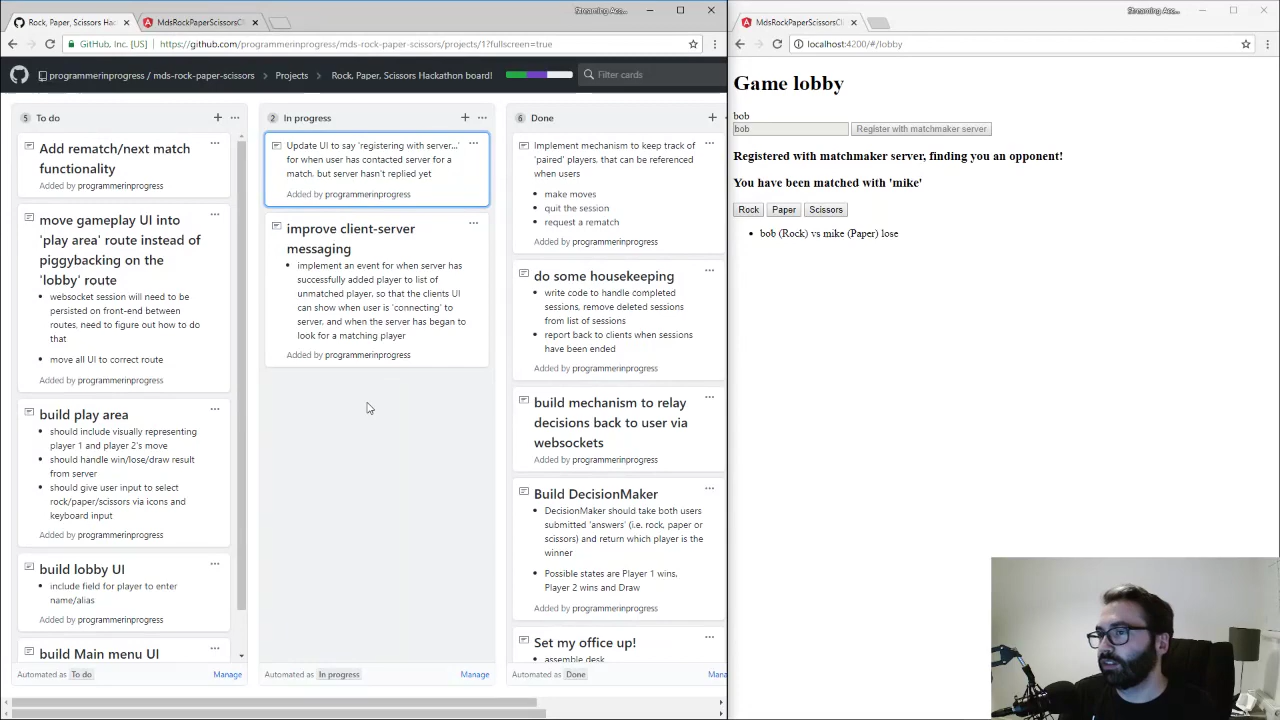 Rock, Paper, Scissors Hac
MdsRockPaperScissorsCl
Streaming Acc...
GitHub, Inc. [US]
https://github.com/programmerinprogress/mds-rock-paper-scissors/projects/1?fullscreen=true
programmerinprogress / mds-rock-paper-scissors
Projects
Rock, Paper, Scissors Hackathon board!
Filter cards
5 To do
Add rematch/next match
functionality
Added by programmerinprogress
move gameplay UI into
'play area' route instead of
piggybacking on the
'lobby' route
websocket session will need to be
persisted on front-end between
routes, need to figure out how to do
that
move all UI to correct route
Added by programmerinprogress
build play area
should include visually representing
player 1 and player 2's move
should handle win/lose/draw result
from server
should give user input to select
rock/paper/scissors via icons and
keyboard input
Added by programmerinprogress
build lobby UI
include field for player to enter
name/alias
Added by programmerinprogress
build Main menu UI
Automated as To do
Manage
2 In progress
Update UI to say 'registering with server...'
for when user has contacted server for a
match, but server hasn't replied yet
Added by programmerinprogress
improve client-server
messaging
implement an event for when server has
successfully added player to list of
unmatched player, so that the clients UI
can show when user is 'connecting' to
server, and when the server has began to
look for a matching player
Added by programmerinprogress
Automated as In progress
Manage
6 Done
Implement mechanism to keep track of
'paired' players, that can be referenced
when users
make moves
quit the session
request a rematch
Added by programmerinprogress
do some housekeeping
write code to handle completed
sessions, remove deleted sessions
from list of sessions
report back to clients when sessions
have been ended
Added by programmerinprogress
build mechanism to relay
decisions back to user via
websockets
Added by programmerinprogress
Build DecisionMaker
DecisionMaker should take both users
submitted 'answers' (i.e. rock, paper or
scissors) and return which player is the
winner
Possible states are Player 1 wins,
Player 2 wins and Draw
Added by programmerinprogress
Set my office up!
assemble desk
Automated as Done
Mana
MdsRockPaperScissorsCl
Streaming Acc...
localhost:4200/#/lobby
Game lobby
bob
bob
Register with matchmaker server
Registered with matchmaker server, finding you an opponent!
You have been matched with 'mike'
Rock
Paper
Scissors
bob (Rock) vs mike (Paper) lose